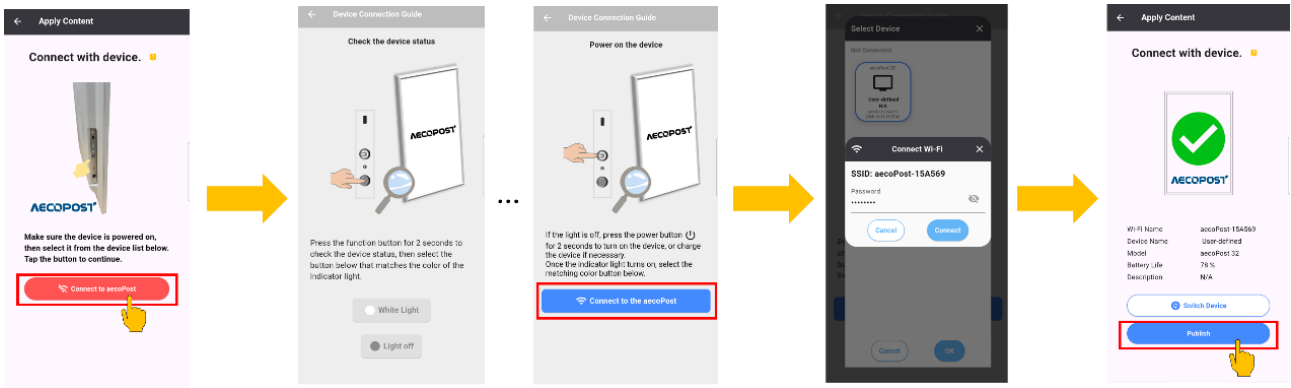 ← Apply Content
Connect with device.
AECOPOST
Make sure the device is powered on,
then select it from the device list below.
Tap the button to continue.
Connect to aecoPost
← Device Connection Guide
Check the device status
AECOPOST
Press the function button for 2 seconds to
check the device status, then select the
button below that matches the color of the
indicator light.
White Light
Light off
...
← Device Connection Guide
Power on the device
AECOPOST
If the light is off, press the power button
for 2 seconds to turn on the device, or charge
the device if necessary.
Once the indicator light turns on, select the
matching color button below.
Connect to the aecoPost
Select Device
Not Connected
aecoPost 32
User-defined
N/A
Connect Wi-Fi
SSID: aecoPost-15A569
Password
........
Cancel
Connect
Cancel
OK
← Apply Content
Connect with device.
AECOPOST
Wi-Fi Name aecoPost-15A569
Device Name User-defined
Model aecoPost 32
Battery Life 76 %
Description N/A
Switch Device
Publish